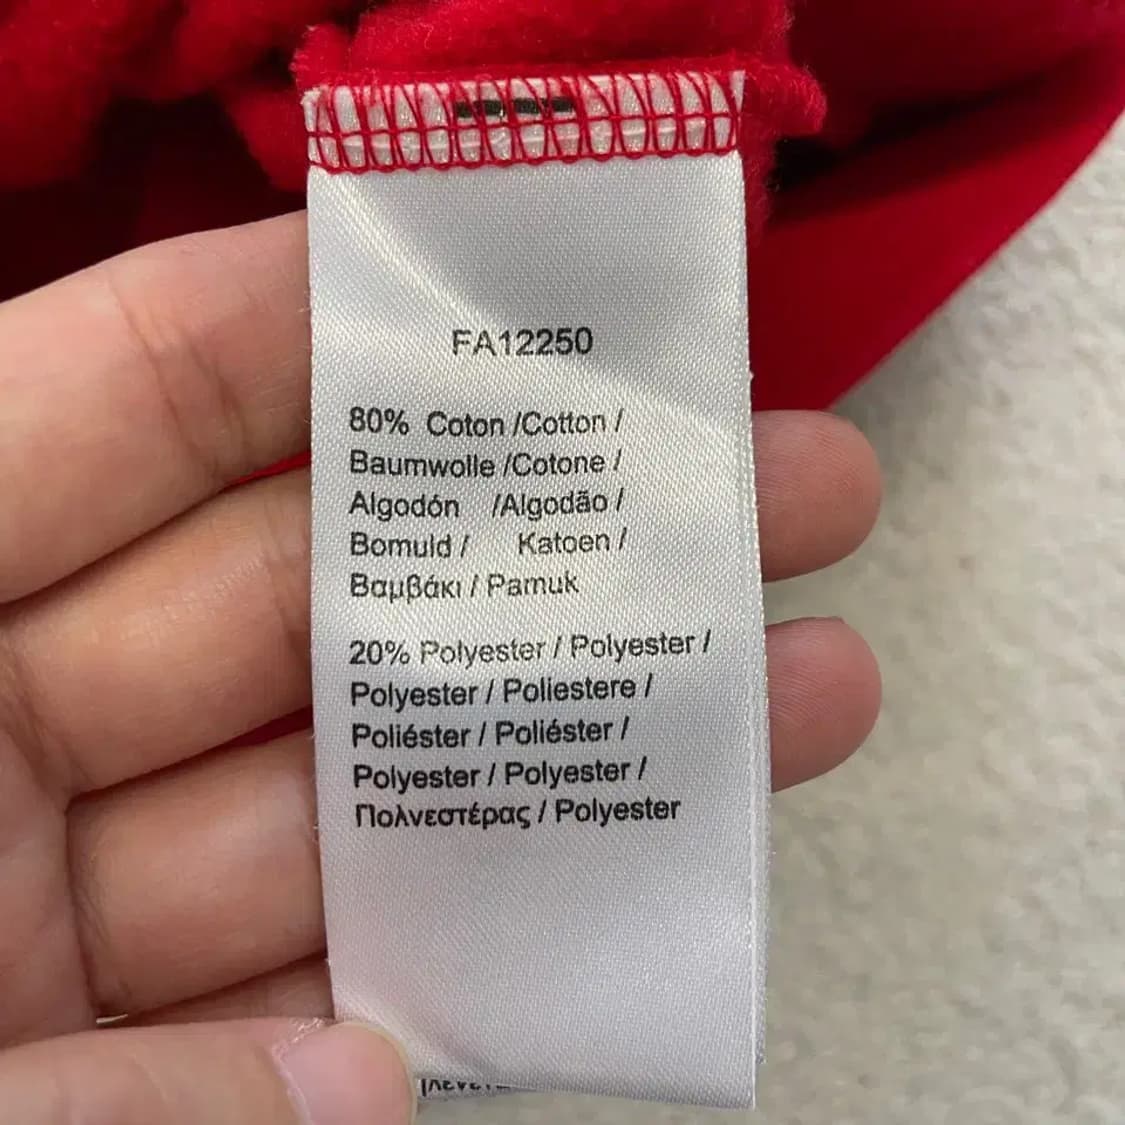 FA12250
80% Coton /Cotton /
Baumwolle /Cotone /
Algodón /Algodão /
Bomuld / Katoen /
Βαμβάκι / Pamuk
20% Polyester / Polyester /
Polyester / Poliestere /
Poliéster / Poliéster /
Polyester / Polyester /
Πολνεστέρας / Polyester